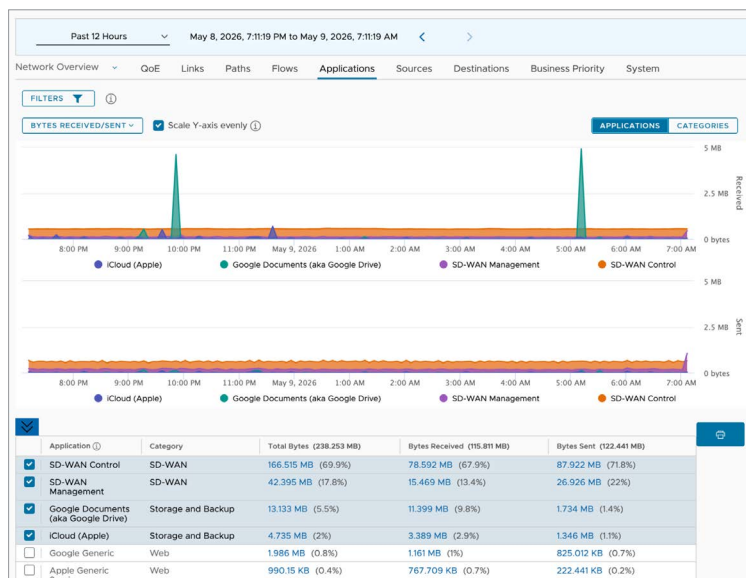 Past 12 Hours May 8, 2026, 7:11:19 PM to May 9, 2026, 7:11:19 AM
Network Overview QoE Links Paths Flows Applications Sources Destinations Business Priority System
FILTERS
BYTES RECEIVED/SENT Scale Y-axis evenly APPLICATIONS CATEGORIES
5 MB
2.5 MB
Received
0 bytes
8:00 PM 9:00 PM 10:00 PM 11:00 PM May 9, 2026 1:00 AM 2:00 AM 3:00 AM 4:00 AM 5:00 AM 6:00 AM 7:00 AM
iCloud (Apple) Google Documents (aka Google Drive) SD-WAN Management SD-WAN Control
5 MB
2.5 MB
Sent
0 bytes
8:00 PM 9:00 PM 10:00 PM 11:00 PM May 9, 2026 1:00 AM 2:00 AM 3:00 AM 4:00 AM 5:00 AM 6:00 AM 7:00 AM
iCloud (Apple) Google Documents (aka Google Drive) SD-WAN Management SD-WAN Control
Application Category Total Bytes (238.253 MB) Bytes Received (115.811 MB) Bytes Sent (122.441 MB)
SD-WAN Control SD-WAN 166.515 MB (69.9%) 78.592 MB (67.9%) 87.922 MB (71.8%)
SD-WAN Management SD-WAN 42.395 MB (17.8%) 15.469 MB (13.4%) 26.926 MB (22%)
Google Documents (aka Google Drive) Storage and Backup 13.133 MB (5.5%) 11.399 MB (9.8%) 1.734 MB (1.4%)
iCloud (Apple) Storage and Backup 4.735 MB (2%) 3.389 MB (2.9%) 1.346 MB (1.1%)
Google Generic Web 1.986 MB (0.8%) 1.161 MB (1%) 825.012 KB (0.7%)
Apple Generic Web 990.15 KB (0.4%) 767.709 KB (0.7%) 222.441 KB (0.2%)